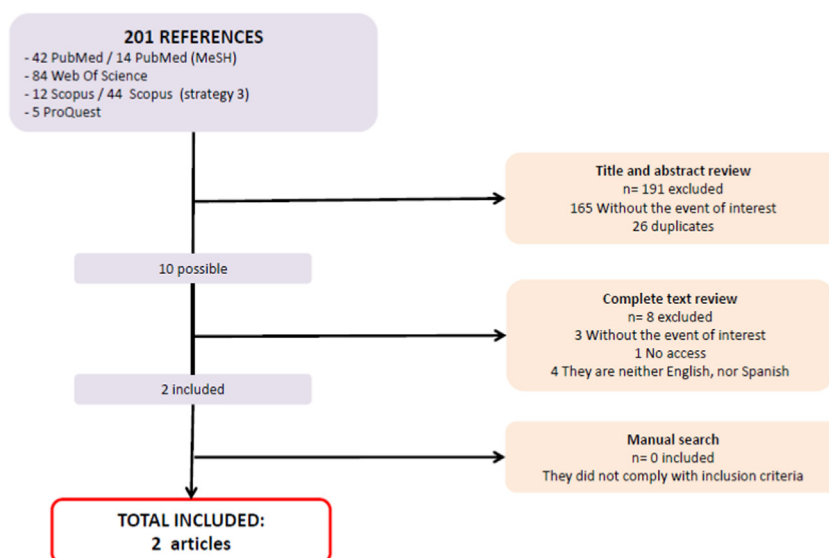 201 REFERENCES
- 42 PubMed / 14 PubMed (MeSH)
- 84 Web Of Science
- 12 Scopus / 44 Scopus (strategy 3)
- 5 ProQuest
Title and abstract review
n= 191 excluded
165 Without the event of interest
26 duplicates
10 possible
Complete text review
n= 8 excluded
3 Without the event of interest
1 No access
4 They are neither English, nor Spanish
2 included
Manual search
n= 0 included
They did not comply with inclusion criteria
TOTAL INCLUDED:
2 articles